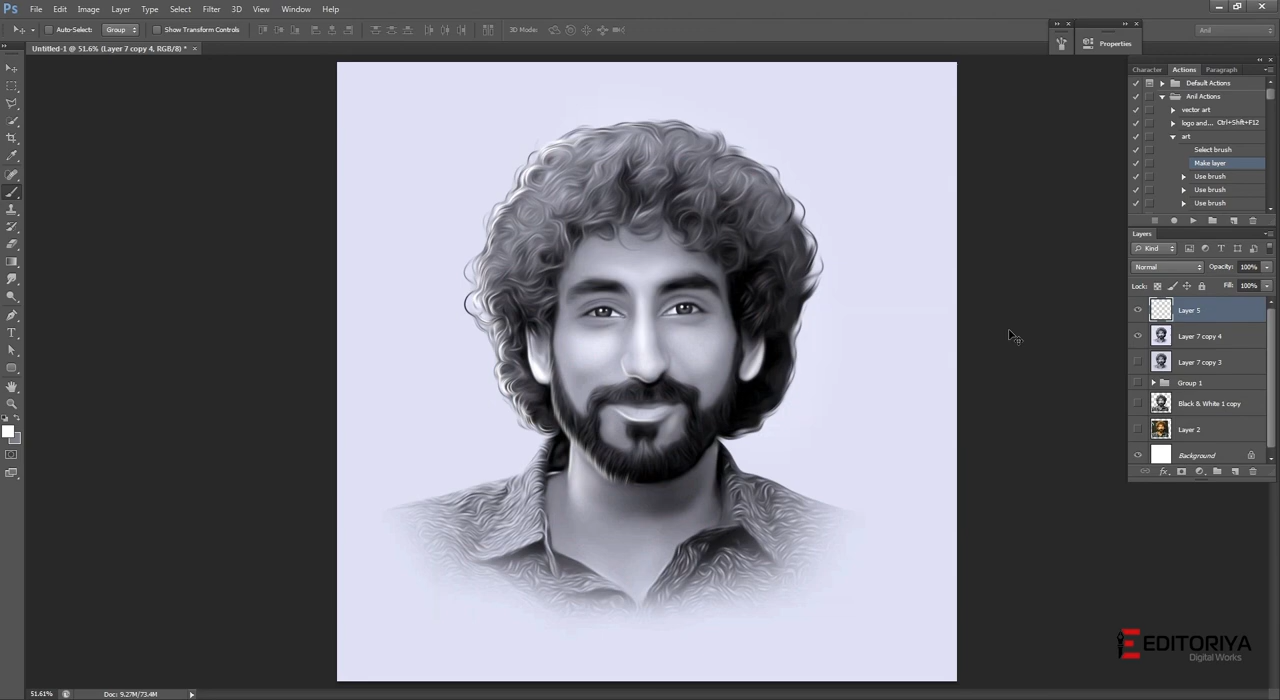 Ps File Edit Image Layer Type Select Filter 3D View Window Help
Auto-Select: Group Show Transform Controls 3D Mode: Anil
Untitled-1 @ 51.6% (Layer 7 copy 4, RGB/8) * ×
Properties
Character Actions Paragraph
Default Actions
Anil Actions
vector art
logo and... Ctrl+Shft+F12
art
Select brush
Make layer
Use brush
Use brush
Use brush
Layers
Kind
Normal Opacity: 100%
Lock: Fill: 100%
Layer 5
Layer 7 copy 4
Layer 7 copy 3
Group 1
Black & White 1 copy
Layer 2
Background
EDITORIYA
Digital Works
51.61% Doc: 9.27M/73.4M